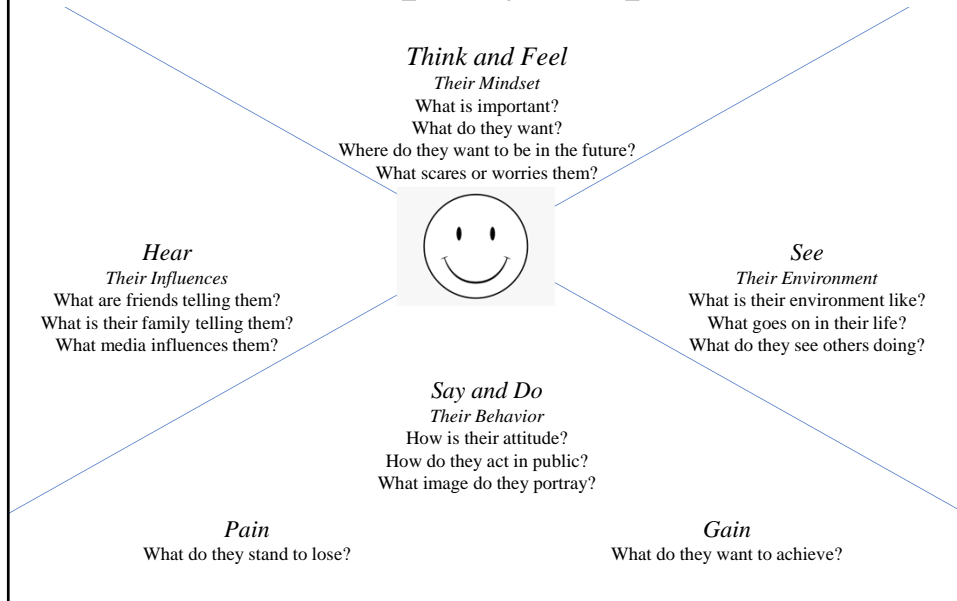 Think and Feel
Their Mindset
What is important?
What do they want?
Where do they want to be in the future?
What scares or worries them?
Hear
Their Influences
What are friends telling them?
What is their family telling them?
What media influences them?
See
Their Environment
What is their environment like?
What goes on in their life?
What do they see others doing?
Say and Do
Their Behavior
How is their attitude?
How do they act in public?
What image do they portray?
Pain
What do they stand to lose?
Gain
What do they want to achieve?